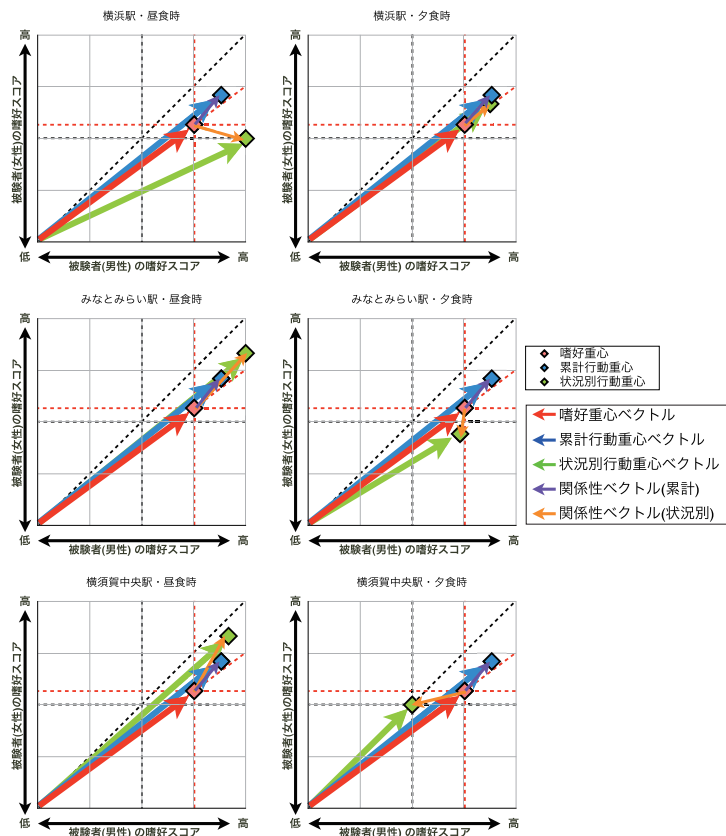 横浜駅・昼食時
高
被験者(女性)の嗜好スコア
低
被験者(男性) の嗜好スコア
高
横浜駅・夕食時
高
被験者(女性)の嗜好スコア
低
被験者(男性) の嗜好スコア
高
みなとみらい駅・昼食時
高
被験者(女性)の嗜好スコア
低
被験者(男性) の嗜好スコア
高
みなとみらい駅・夕食時
高
被験者(女性)の嗜好スコア
低
被験者(男性) の嗜好スコア
高
嗜好重心
累計行動重心
状況別行動重心
嗜好重心ベクトル
累計行動重心ベクトル
状況別行動重心ベクトル
関係性ベクトル(累計)
関係性ベクトル(状況別)
横須賀中央駅・昼食時
高
被験者(女性)の嗜好スコア
低
被験者(男性) の嗜好スコア
高
横須賀中央駅・夕食時
高
被験者(女性)の嗜好スコア
低
被験者(男性) の嗜好スコア
高